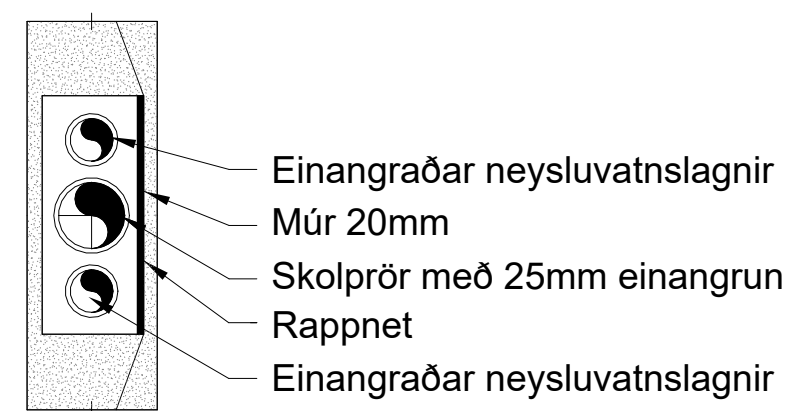 Einangraðar neysluvatnslagnir
Múr 20mm
Skolprör með 25mm einangrun
Rappnet
Einangraðar neysluvatnslagnir